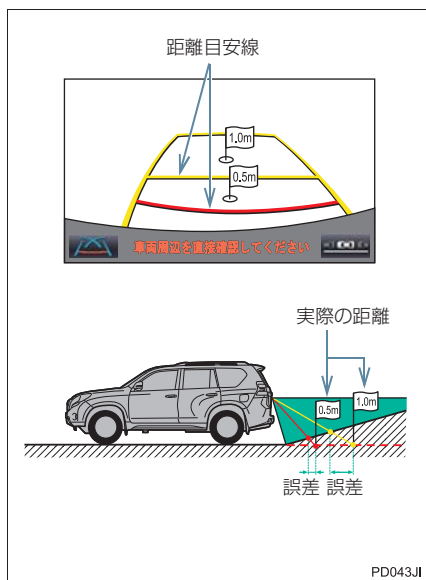 距離目安線
1.0m
0.5m
車両周辺を直接確認してください
実際の距離
0.5m
1.0m
誤差 誤差
PD043JI